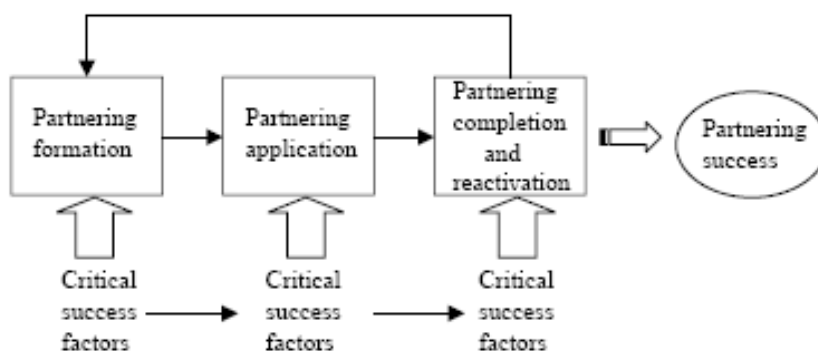 Partnering
formation
Partnering
application
Partnering
completion
and
reactivation
Partnering
success
Critical
success
factors
Critical
success
factors
Critical
success
factors